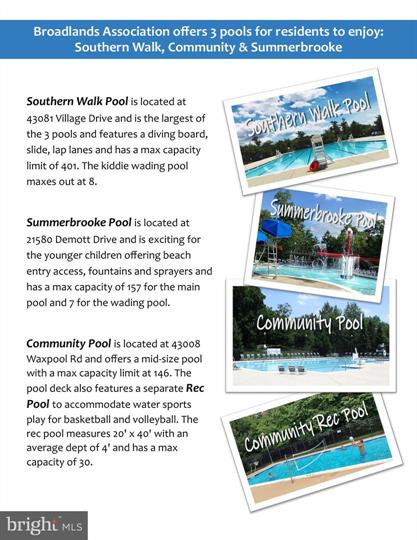 Broadlands Association offers 3 pools for residents to enjoy:
Southern Walk, Community & Summerbrooke
Southern Walk Pool is located at
43081 Village Drive and is the largest of
the 3 pools and features a diving board,
slide, lap lanes and has a max capacity
limit of 401. The kiddie wading pool
maxes out at 8.
Southern Walk Pool
Summerbrooke Pool is located at
21580 Demott Drive and is exciting for
the younger children offering beach
entry access, fountains and sprayers and
has a max capacity of 157 for the main
pool and 7 for the wading pool.
Summerbrooke Pool
Community Pool is located at 43008
Waxpool Rd and offers a mid-size pool
with a max capacity limit at 146. The
pool deck also features a separate Rec
Pool to accommodate water sports
play for basketball and volleyball. The
rec pool measures 20' x 40' with an
average dept of 4' and has a max
capacity of 30.
Community Pool
Community Rec Pool
bright MLS